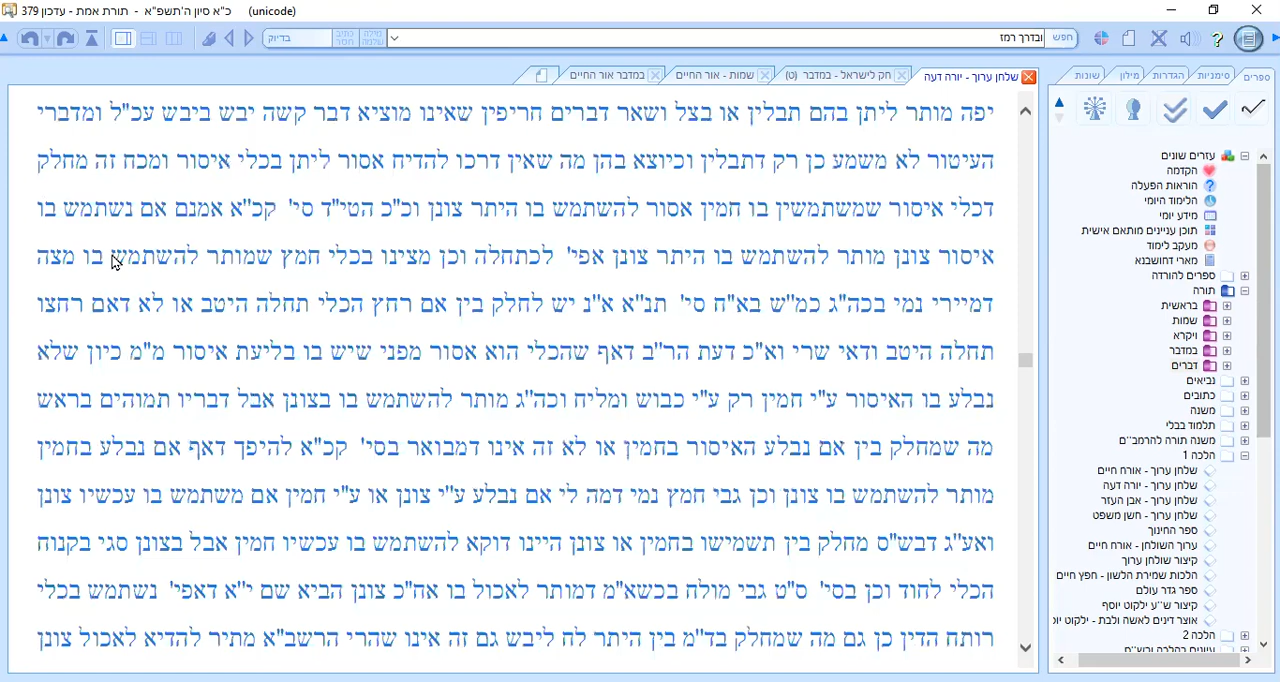 כ"א סיון ה'תשפ"א - תורת אמת - עדכון 379 (unicode)
חפש
ובדרך רמז
בדיוק
שלחן ערוך - יורה דעה
חק לישראל - במדבר (ט)
שמות - אור החיים
במדבר אור החיים
ספרים
סימניות
הגדרות
מילון
שונות
יפה מותר ליתן בהם תבלין או בצל ושאר דברים חריפין שאינו מוציא דבר קשה יבש ביבש עכ"ל ומדברי
העיטור לא משמע כן רק דתבלין וכיוצא בהן מה שאין דרכו להדיח אסור ליתן בכלי איסור ומכח זה מחלק
דכלי איסור שמשתמשין בו חמין אסור להשתמש בו היתר צונן וכ"כ הטי"ד סי' קכ"א אמנם אם נשתמש בו
איסור צונן מותר להשתמש בו היתר צונן אפי' לכתחלה וכן מצינו בכלי חמץ שמותר להשתמש בו מצה
דמיירי נמי בכה"ג כמ"ש בא"ח סי' תנ"א א"נ יש לחלק בין אם רחץ הכלי תחלה היטב או לא דאם רחצו
תחלה היטב ודאי שרי וא"כ דעת הר"ב דאף שהכלי הוא אסור מפני שיש בו בליעת איסור מ"מ כיון שלא
נבלע בו האיסור ע"י חמין רק ע"י כבוש ומליח וכה"ג מותר להשתמש בו בצונן אבל דבריו תמוהים בראש
מה שמחלק בין אם נבלע האיסור בחמין או לא זה אינו דמבואר בסי' קכ"א להיפך דאף אם נבלע בחמין
מותר להשתמש בו צונן וכן גבי חמץ נמי דמה לי אם נבלע ע"י צונן או ע"י חמין אם משתמש בו עכשיו צונן
ואע"ג דבש"ס מחלק בין תשמישו בחמין או צונן היינו דוקא להשתמש בו עכשיו חמין אבל בצונן סגי בקנוח
הכלי לחוד וכן בסי' ס"ט גבי מולח בכשא"מ דמותר לאכול בו אח"כ צונן הביא שם י"א דאפי' נשתמש בכלי
רותח הדין כן גם מה שמחלק בד"מ בין היתר לח ליבש גם זה אינו שהרי הרשב"א מתיר להדיא לאכול צונן
עזרים שונים
הקדמה
הוראות הפעלה
הלימוד היומי
מידע יומי
תוכן עניינים מותאם אישית
מעקב לימוד
מארי דחושבנא
ספרים להורדה
תורה
בראשית
שמות
ויקרא
במדבר
דברים
נביאים
כתובים
משנה
תלמוד בבלי
משנה תורה להרמב"ם
הלכה 1
שלחן ערוך - אורח חיים
שלחן ערוך - יורה דעה
שלחן ערוך - אבן העזר
שלחן ערוך - חשן משפט
ספר החינוך
ערוך השולחן - אורח חיים
קיצור שולחן ערוך
הלכות שמירת הלשון - חפץ חיים
ספר גדר עולם
קיצור ש"ע ילקוט יוסף
אוצר דינים לאשה ולבת - ילקוט יוס
הלכה 2